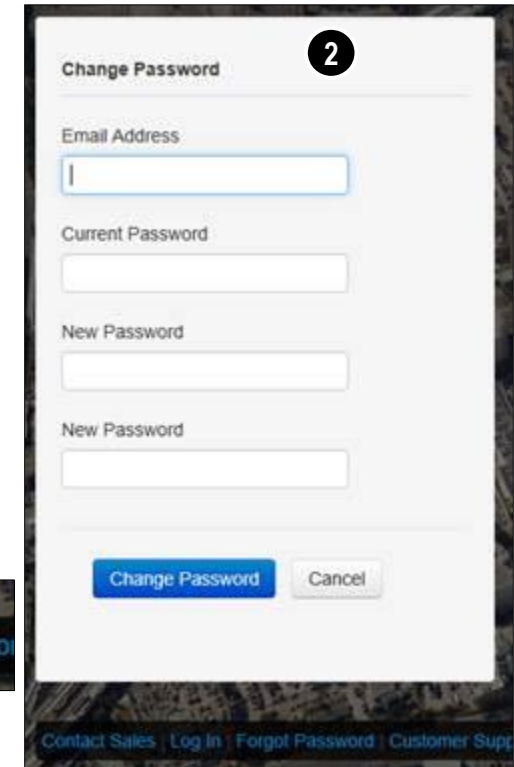 2
Change Password
Email Address
Current Password
New Password
New Password
Change Password Cancel
Contact Sales | Log In | Forgot Password | Customer